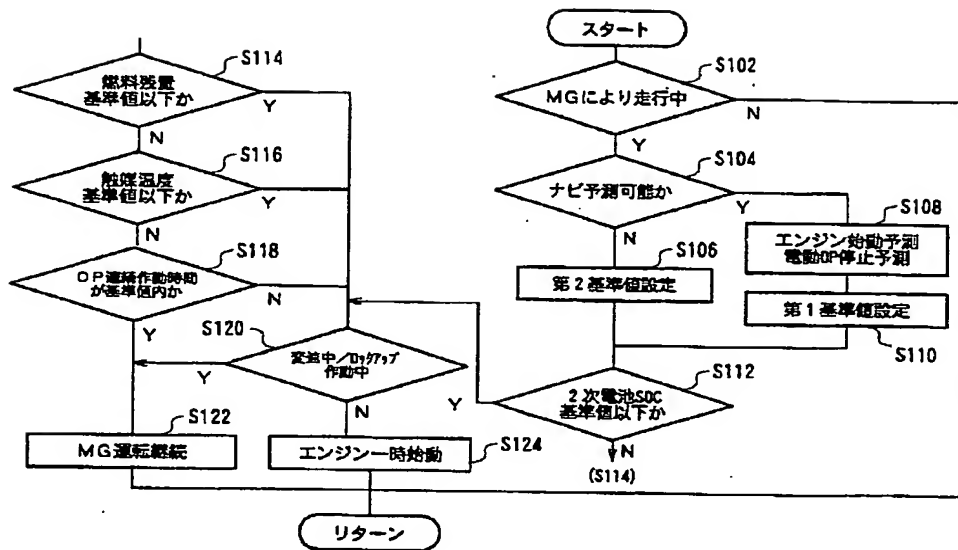 スタート
S102
MGにより走行中
N
Y
S104
ナビ予測可能か
Y
N
S108
エンジン始動予測
電動OP停止予測
S106
第2基準値設定
第1基準値設定
S110
S112
2次電池SOC
基準値以下か
Y
N
(S114)
S114
燃料残量
基準値以下か
Y
N
S116
触媒温度
基準値以下か
Y
N
S118
OP連続作動時間
が基準値内か
N
Y
S120
変速中/ロックアップ
作動中
Y
N
S122
MG運転継続
S124
エンジン一時始動
リターン